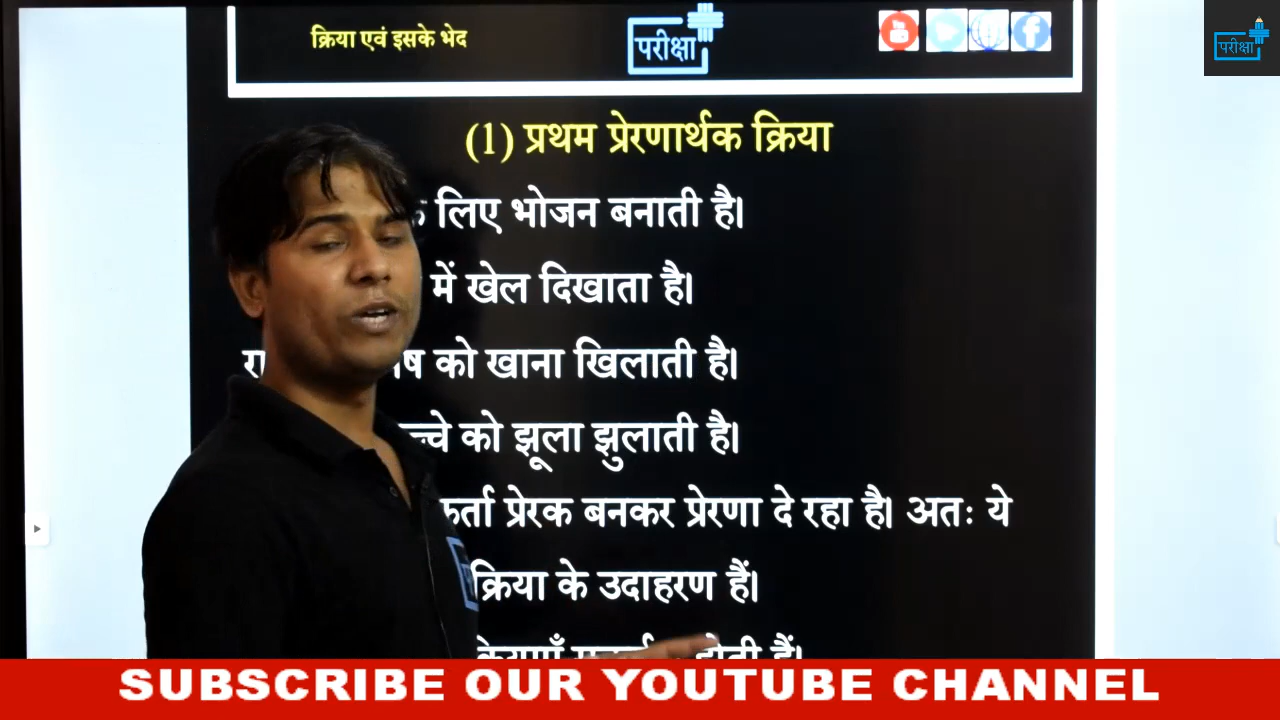 क्रिया एवं इसके भेद
परीक्षा
परीक्षा
(1) प्रथम प्रेरणार्थक क्रिया
लिए भोजन बनाती है।
में खेल दिखाता है।
को खाना खिलाती है।
को झूला झुलाती है।
कर्ता प्रेरक बनकर प्रेरणा दे रहा है। अतः ये
क्रिया के उदाहरण हैं।
होती हैं।
SUBSCRIBE OUR YOUTUBE CHANNEL